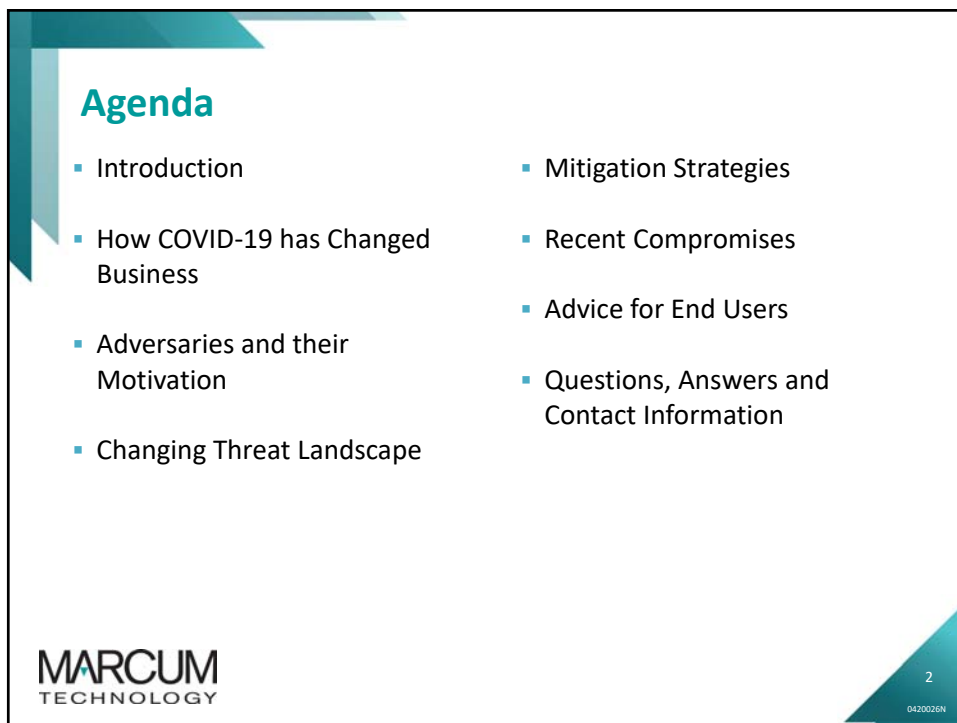 Agenda
▪ Introduction
▪ How COVID-19 has Changed
Business
▪ Adversaries and their
Motivation
▪ Changing Threat Landscape
▪ Mitigation Strategies
▪ Recent Compromises
▪ Advice for End Users
▪ Questions, Answers and
Contact Information
MARCUM
TECHNOLOGY
2
0420026N